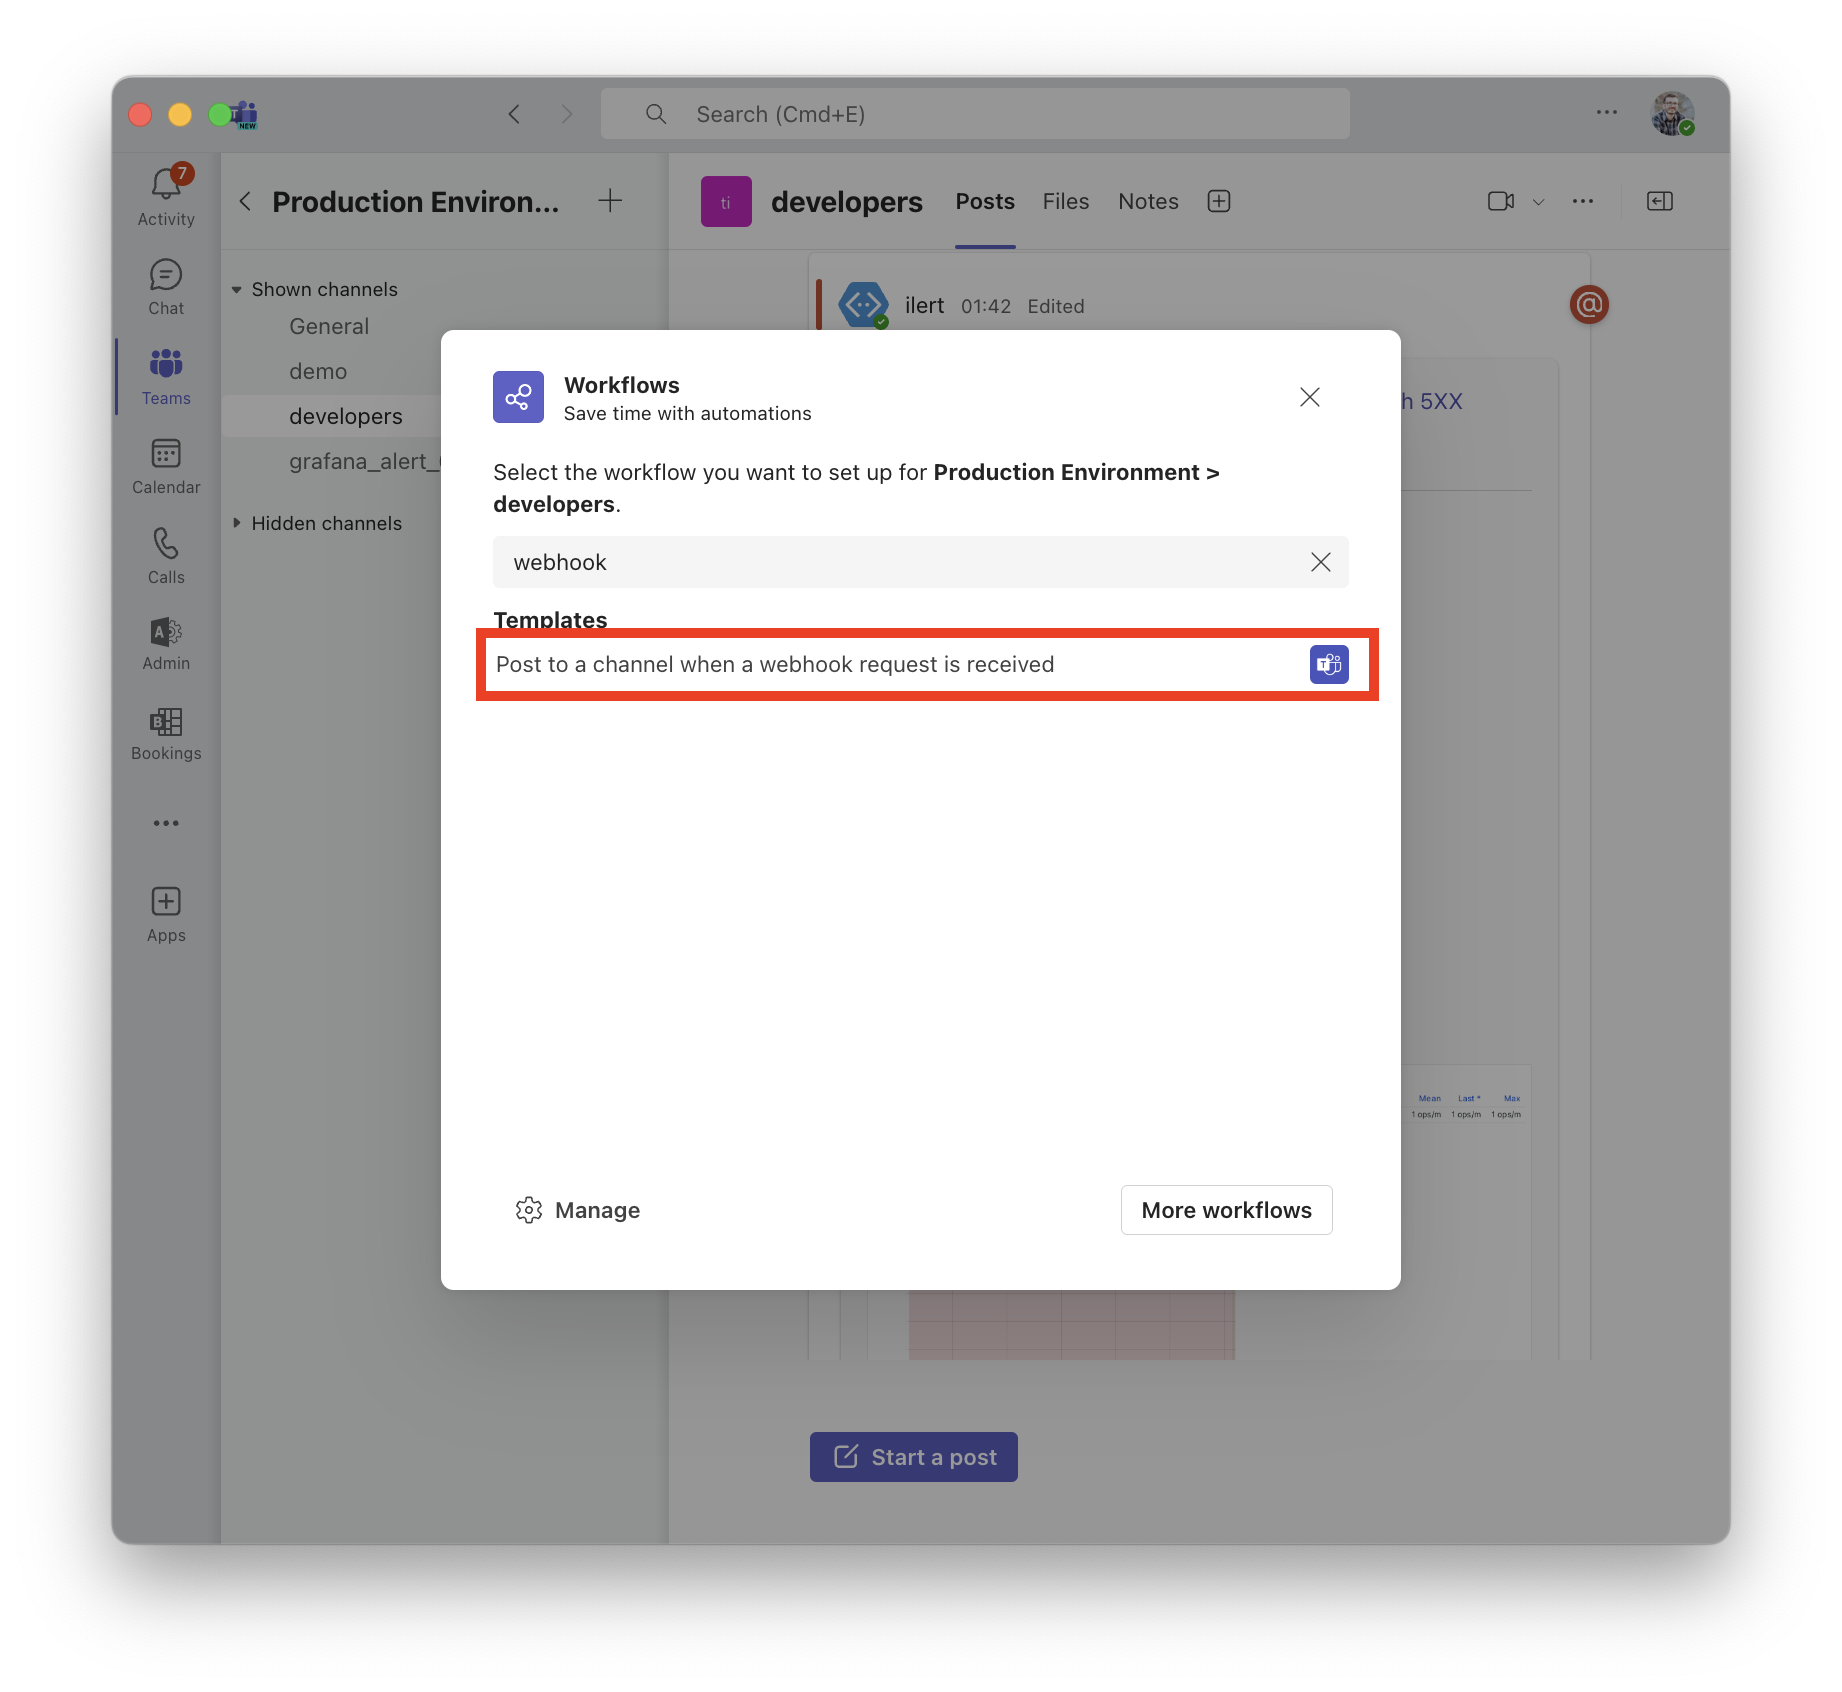 NEW
Search (Cmd+E)
7
Activity
Chat
Teams
Calendar
Calls
Admin
Bookings
Apps
Production Environ...
Shown channels
General
demo
developers
grafana_alert_
Hidden channels
ti
developers
Posts
Files
Notes
ilert 01:42 Edited
@
h 5XX
Workflows
Save time with automations
Select the workflow you want to set up for Production Environment >
developers.
webhook
Templates
Post to a channel when a webhook request is received
Mean Last * Max
1 ops/m 1 ops/m 1 ops/m
Manage
More workflows
Start a post